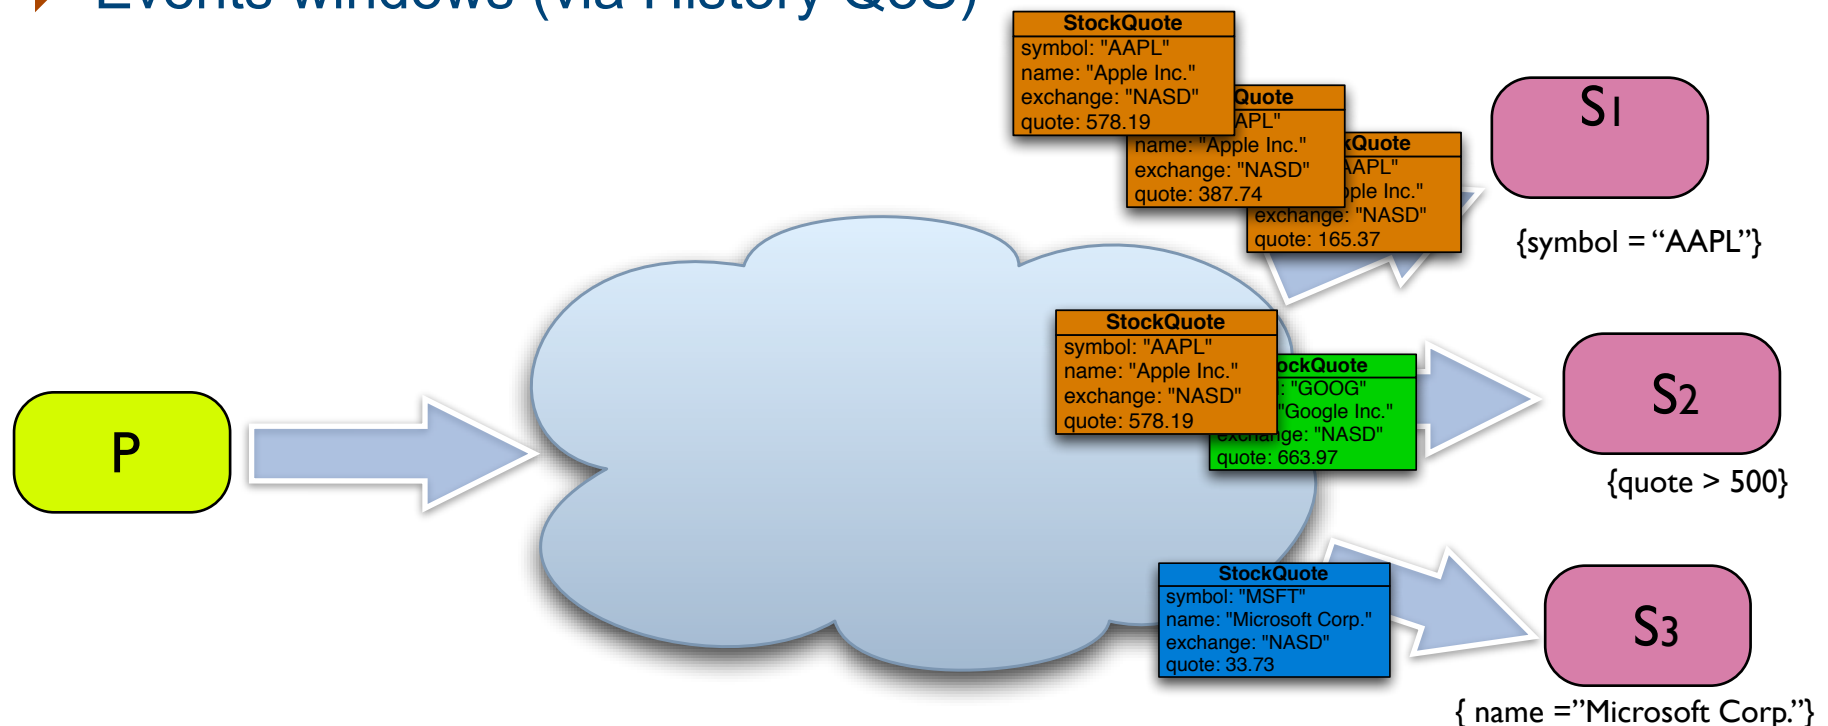 Events windows (via History QoS)
StockQuote
symbol: "AAPL"
name: "Apple Inc."
exchange: "NASD"
quote: 578.19
Quote
APL"
name: "Apple Inc."
exchange: "NASD"
quote: 387.74
kQuote
AAPL"
ple Inc."
exchange: "NASD"
quote: 165.37
S1
{symbol = “AAPL”}
StockQuote
symbol: "AAPL"
name: "Apple Inc."
exchange: "NASD"
quote: 578.19
ockQuote
: "GOOG"
"Google Inc."
exchange: "NASD"
quote: 663.97
S2
{quote > 500}
P
StockQuote
symbol: "MSFT"
name: "Microsoft Corp."
exchange: "NASD"
quote: 33.73
S3
{ name =”Microsoft Corp.”}